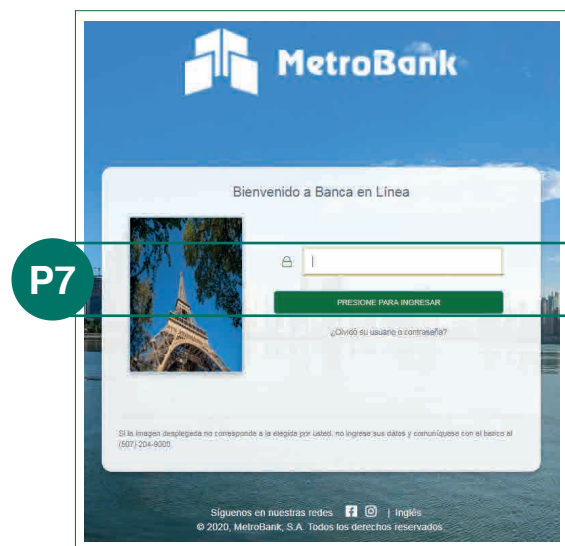 MetroBank
Bienvenido a Banca en Línea
P7
PRESIONE PARA INGRESAR
¿Olvidó su usuario o contraseña?
Si la imagen desplegada no corresponde a la elegida por usted, no ingrese sus datos y comuníquese con el banco al
(507) 204-9000
Síguenos en nuestras redes | Inglés
© 2020, MetroBank, S.A. Todos los derechos reservados.